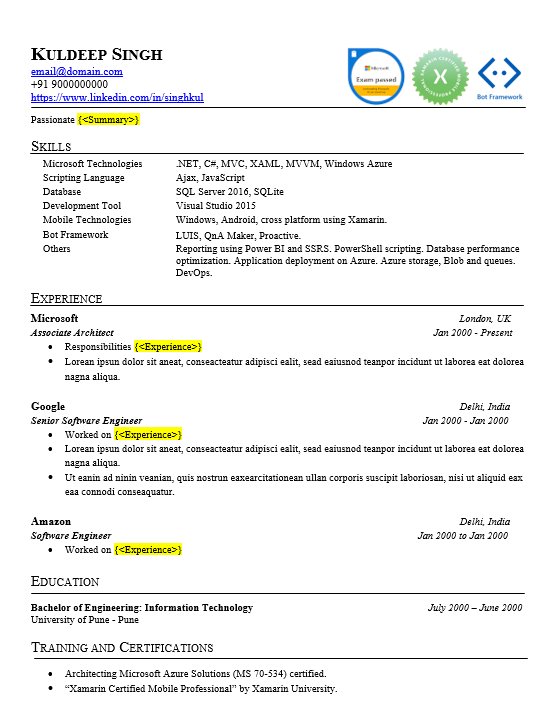 KULDEEP SINGH
email@domain.com
+91 9000000000
https://www.linkedin.com/in/singhkul
Microsoft
Exam passed
XAMARIN CERTIFIED
X
PROFESSIONAL
Bot Framework
Passionate {<Summary>}
SKILLS
Microsoft Technologies .NET, C#, MVC, XAML, MVVM, Windows Azure
Scripting Language Ajax, JavaScript
Database SQL Server 2016, SQLite
Development Tool Visual Studio 2015
Mobile Technologies Windows, Android, cross platform using Xamarin.
Bot Framework LUIS, QnA Maker, Proactive.
Others Reporting using Power BI and SSRS. PowerShell scripting. Database performance
optimization. Application deployment on Azure. Azure storage, Blob and queues.
DevOps.
EXPERIENCE
Microsoft London, UK
Associate Architect Jan 2000 - Present
• Responsibilities {<Experience>}
• Lorean ipsun dolor sit aneat, conseacteatur adipisci ealit, sead eaiusnod teanpor incidunt ut laborea eat dolorea
nagna aliqua.
Google Delhi, India
Senior Software Engineer Jan 2000 - Jan 2000
• Worked on {<Experience>}
• Lorean ipsun dolor sit aneat, conseacteatur adipisci ealit, sead eaiusnod teanpor incidunt ut laborea eat dolorea
nagna aliqua.
• Ut eanin ad ninin veanian, quis nostrun eaxearcitationean ullan corporis suscipit laboriosan, nisi ut aliquid eax
eaa connodi conseaquatur.
Amazon Delhi, India
Software Engineer Jan 2000 to Jan 2000
• Worked on {<Experience>}
EDUCATION
Bachelor of Engineering: Information Technology July 2000 – June 2000
University of Pune - Pune
TRAINING AND CERTIFICATIONS
• Architecting Microsoft Azure Solutions (MS 70-534) certified.
• “Xamarin Certified Mobile Professional” by Xamarin University.